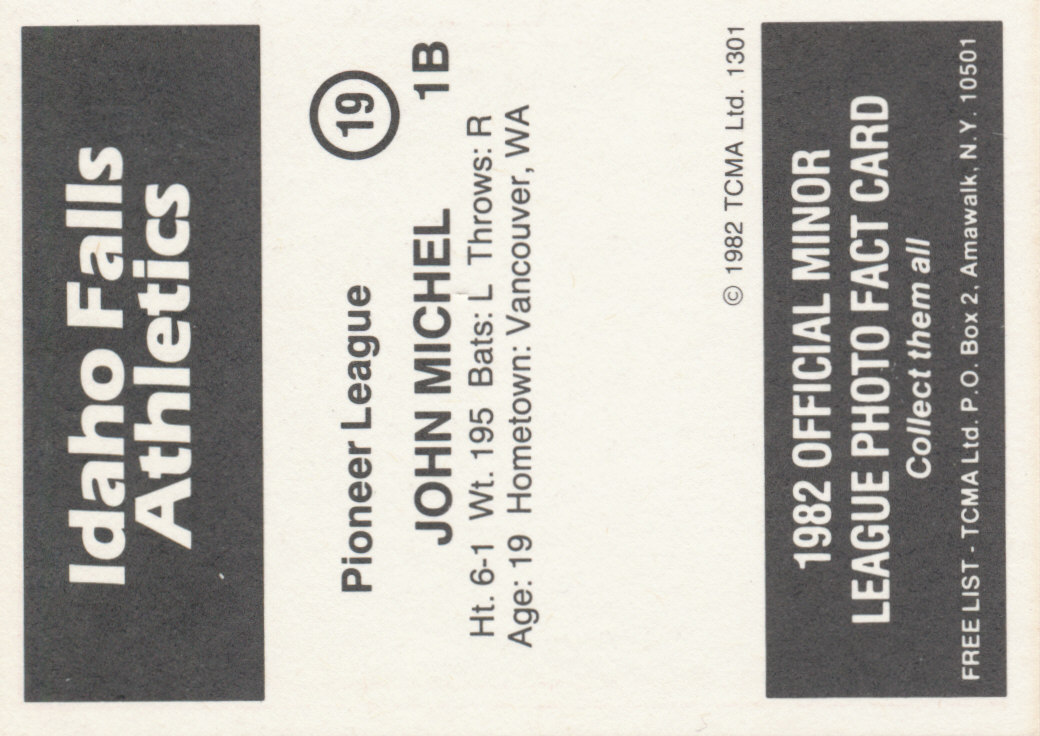 Idaho Falls
Athletics
Pioneer League 19
JOHN MICHEL 1B
Ht. 6-1 Wt. 195 Bats: L Throws: R
Age: 19 Hometown: Vancouver, WA
© 1982 TCMA Ltd. 1301
1982 OFFICIAL MINOR
LEAGUE PHOTO FACT CARD
Collect them all
FREE LIST - TCMA Ltd. P.O. Box 2, Amawalk, N.Y. 10501